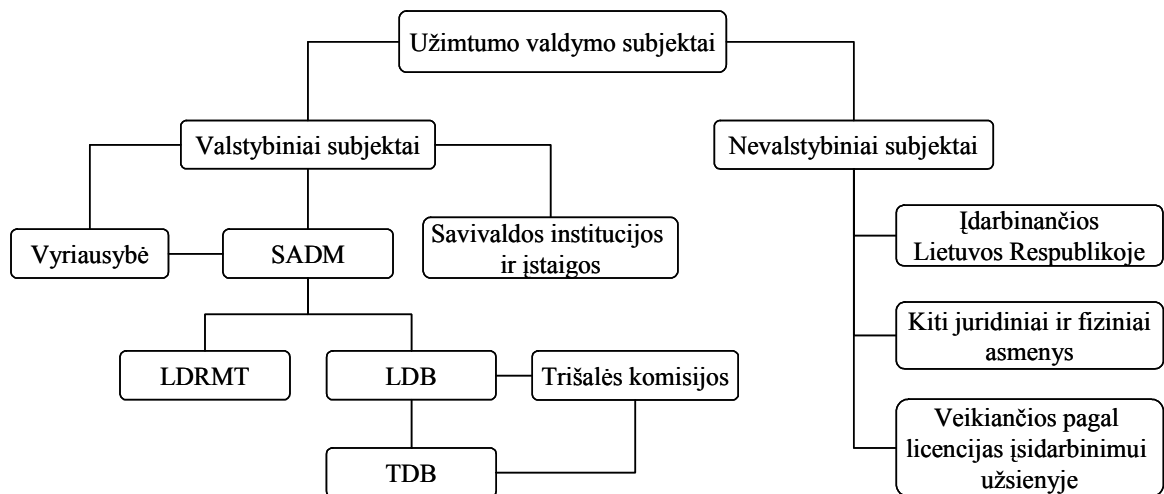 Užimtumo valdymo subjektai
Valstybiniai subjektai
Nevalstybiniai subjektai
Vyriausybė
SADM
Savivaldos institucijos
ir įstaigos
Įdarbinančios
Lietuvos Respublikoje
LDRMT
LDB
Trišalės komisijos
Kiti juridiniai ir fiziniai
asmenys
TDB
Veikiančios pagal
licencijas įsidarbinimui
užsienyje